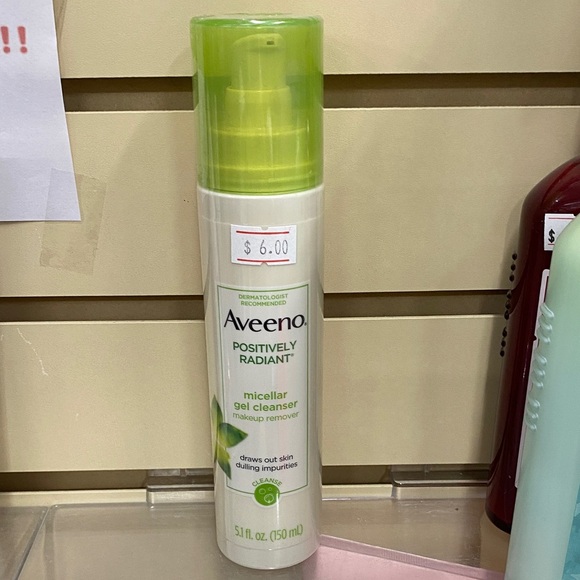 !!
$ 6.00
$
DERMATOLOGIST
RECOMMENDED
Aveeno®
POSITIVELY
RADIANT®
micellar
gel cleanser
makeup remover
draws out skin
dulling impurities
CLEANSE
5.1 fl. oz. (150 mL)